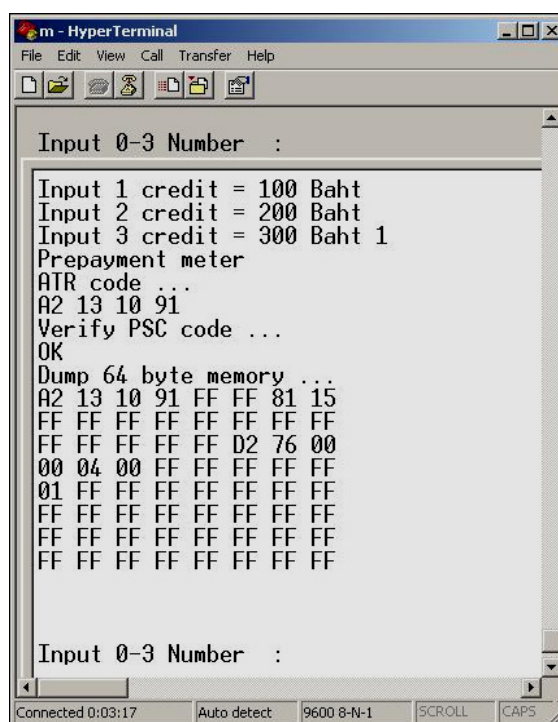 m - HyperTerminal
File Edit View Call Transfer Help
Input 0-3 Number :
Input 1 credit = 100 Baht
Input 2 credit = 200 Baht
Input 3 credit = 300 Baht 1
Prepayment meter
ATR code ...
A2 13 10 91
Verify PSC code ...
OK
Dump 64 byte memory ...
A2 13 10 91 FF FF 81 15
FF FF FF FF FF FF FF FF
FF FF FF FF FF D2 76 00
00 04 00 FF FF FF FF FF
01 FF FF FF FF FF FF FF
FF FF FF FF FF FF FF FF
FF FF FF FF FF FF FF FF
FF FF FF FF FF FF FF FF
Input 0-3 Number :
Connected 0:03:17 Auto detect 9600 8-N-1 SCROLL CAPS